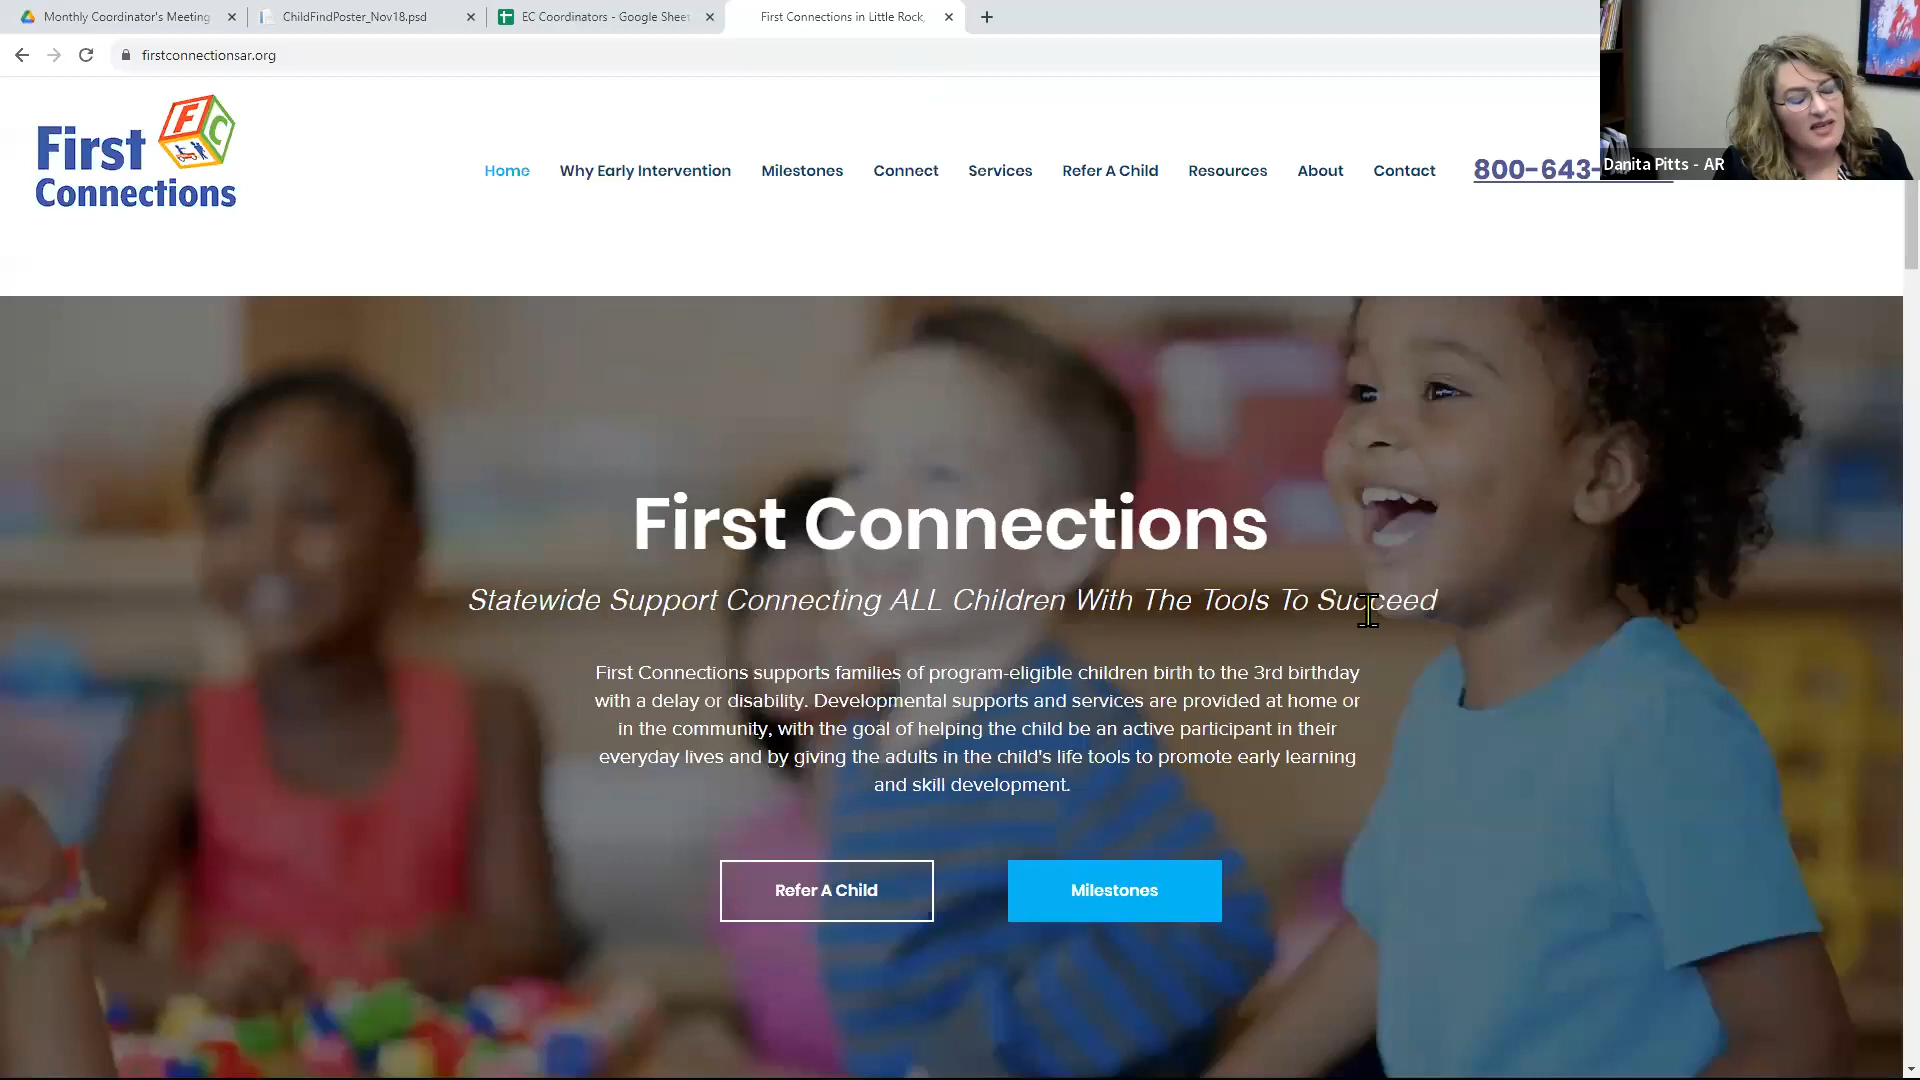 Monthly Coordinator's Meeting
ChildFindPoster_Nov18.psd
EC Coordinators - Google Sheet
First Connections in Little Rock,
firstconnectionsar.org
F C
First
Connections
Home Why Early Intervention Milestones Connect Services Refer A Child Resources About Contact 800-643-
Danita Pitts - AR
First Connections
Statewide Support Connecting ALL Children With The Tools To Succeed
First Connections supports families of program-eligible children birth to the 3rd birthday
with a delay or disability. Developmental supports and services are provided at home or
in the community, with the goal of helping the child be an active participant in their
everyday lives and by giving the adults in the child's life tools to promote early learning
and skill development.
Refer A Child Milestones